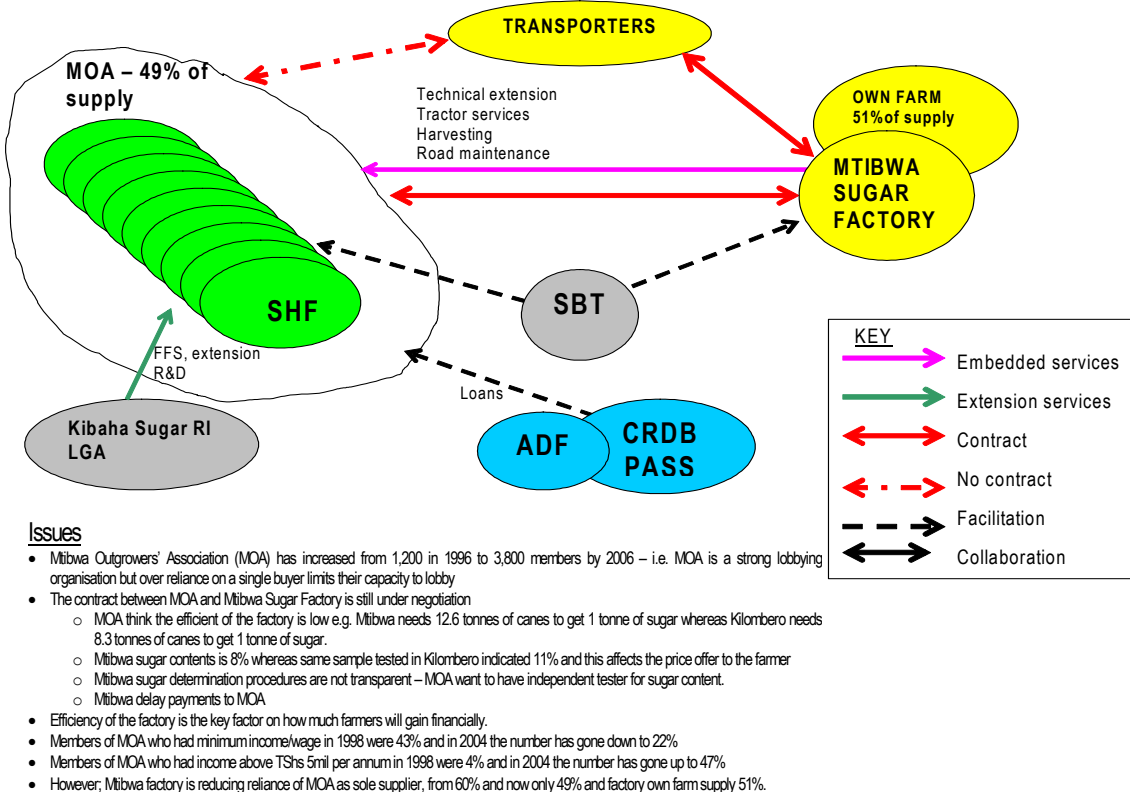 TRANSPORTERS
MOA – 49% of
supply
Technical extension
Tractor services
Harvesting
Road maintenance
OWN FARM
51%of supply
MTIBWA
SUGAR
FACTORY
SBT
SHF
FFS, extension
R&D
Kibaha Sugar RI
LGA
Loans
ADF
CRDB
PASS
KEY
Embedded services
Extension services
Contract
No contract
Facilitation
Collaboration
Issues
• Mtibwa Outgrowers’ Association (MOA) has increased from 1,200 in 1996 to 3,800 members by 2006 – i.e. MOA is a strong lobbying
organisation but over reliance on a single buyer limits their capacity to lobby
• The contract between MOA and Mtibwa Sugar Factory is still under negotiation
○ MOA think the efficient of the factory is low e.g. Mtibwa needs 12.6 tonnes of canes to get 1 tonne of sugar whereas Kilombero needs
8.3 tonnes of canes to get 1 tonne of sugar.
○ Mtibwa sugar contents is 8% whereas same sample tested in Kilombero indicated 11% and this affects the price offer to the farmer
○ Mtibwa sugar determination procedures are not transparent – MOA want to have independent tester for sugar content.
○ Mtibwa delay payments to MOA
• Efficiency of the factory is the key factor on how much farmers will gain financially.
• Members of MOA who had minimum income/wage in 1998 were 43% and in 2004 the number has gone down to 22%
• Members of MOA who had income above TShs 5mil per annum in 1998 were 4% and in 2004 the number has gone up to 47%
• However; Mtibwa factory is reducing reliance of MOA as sole supplier, from 60% and now only 49% and factory own farm supply 51%.